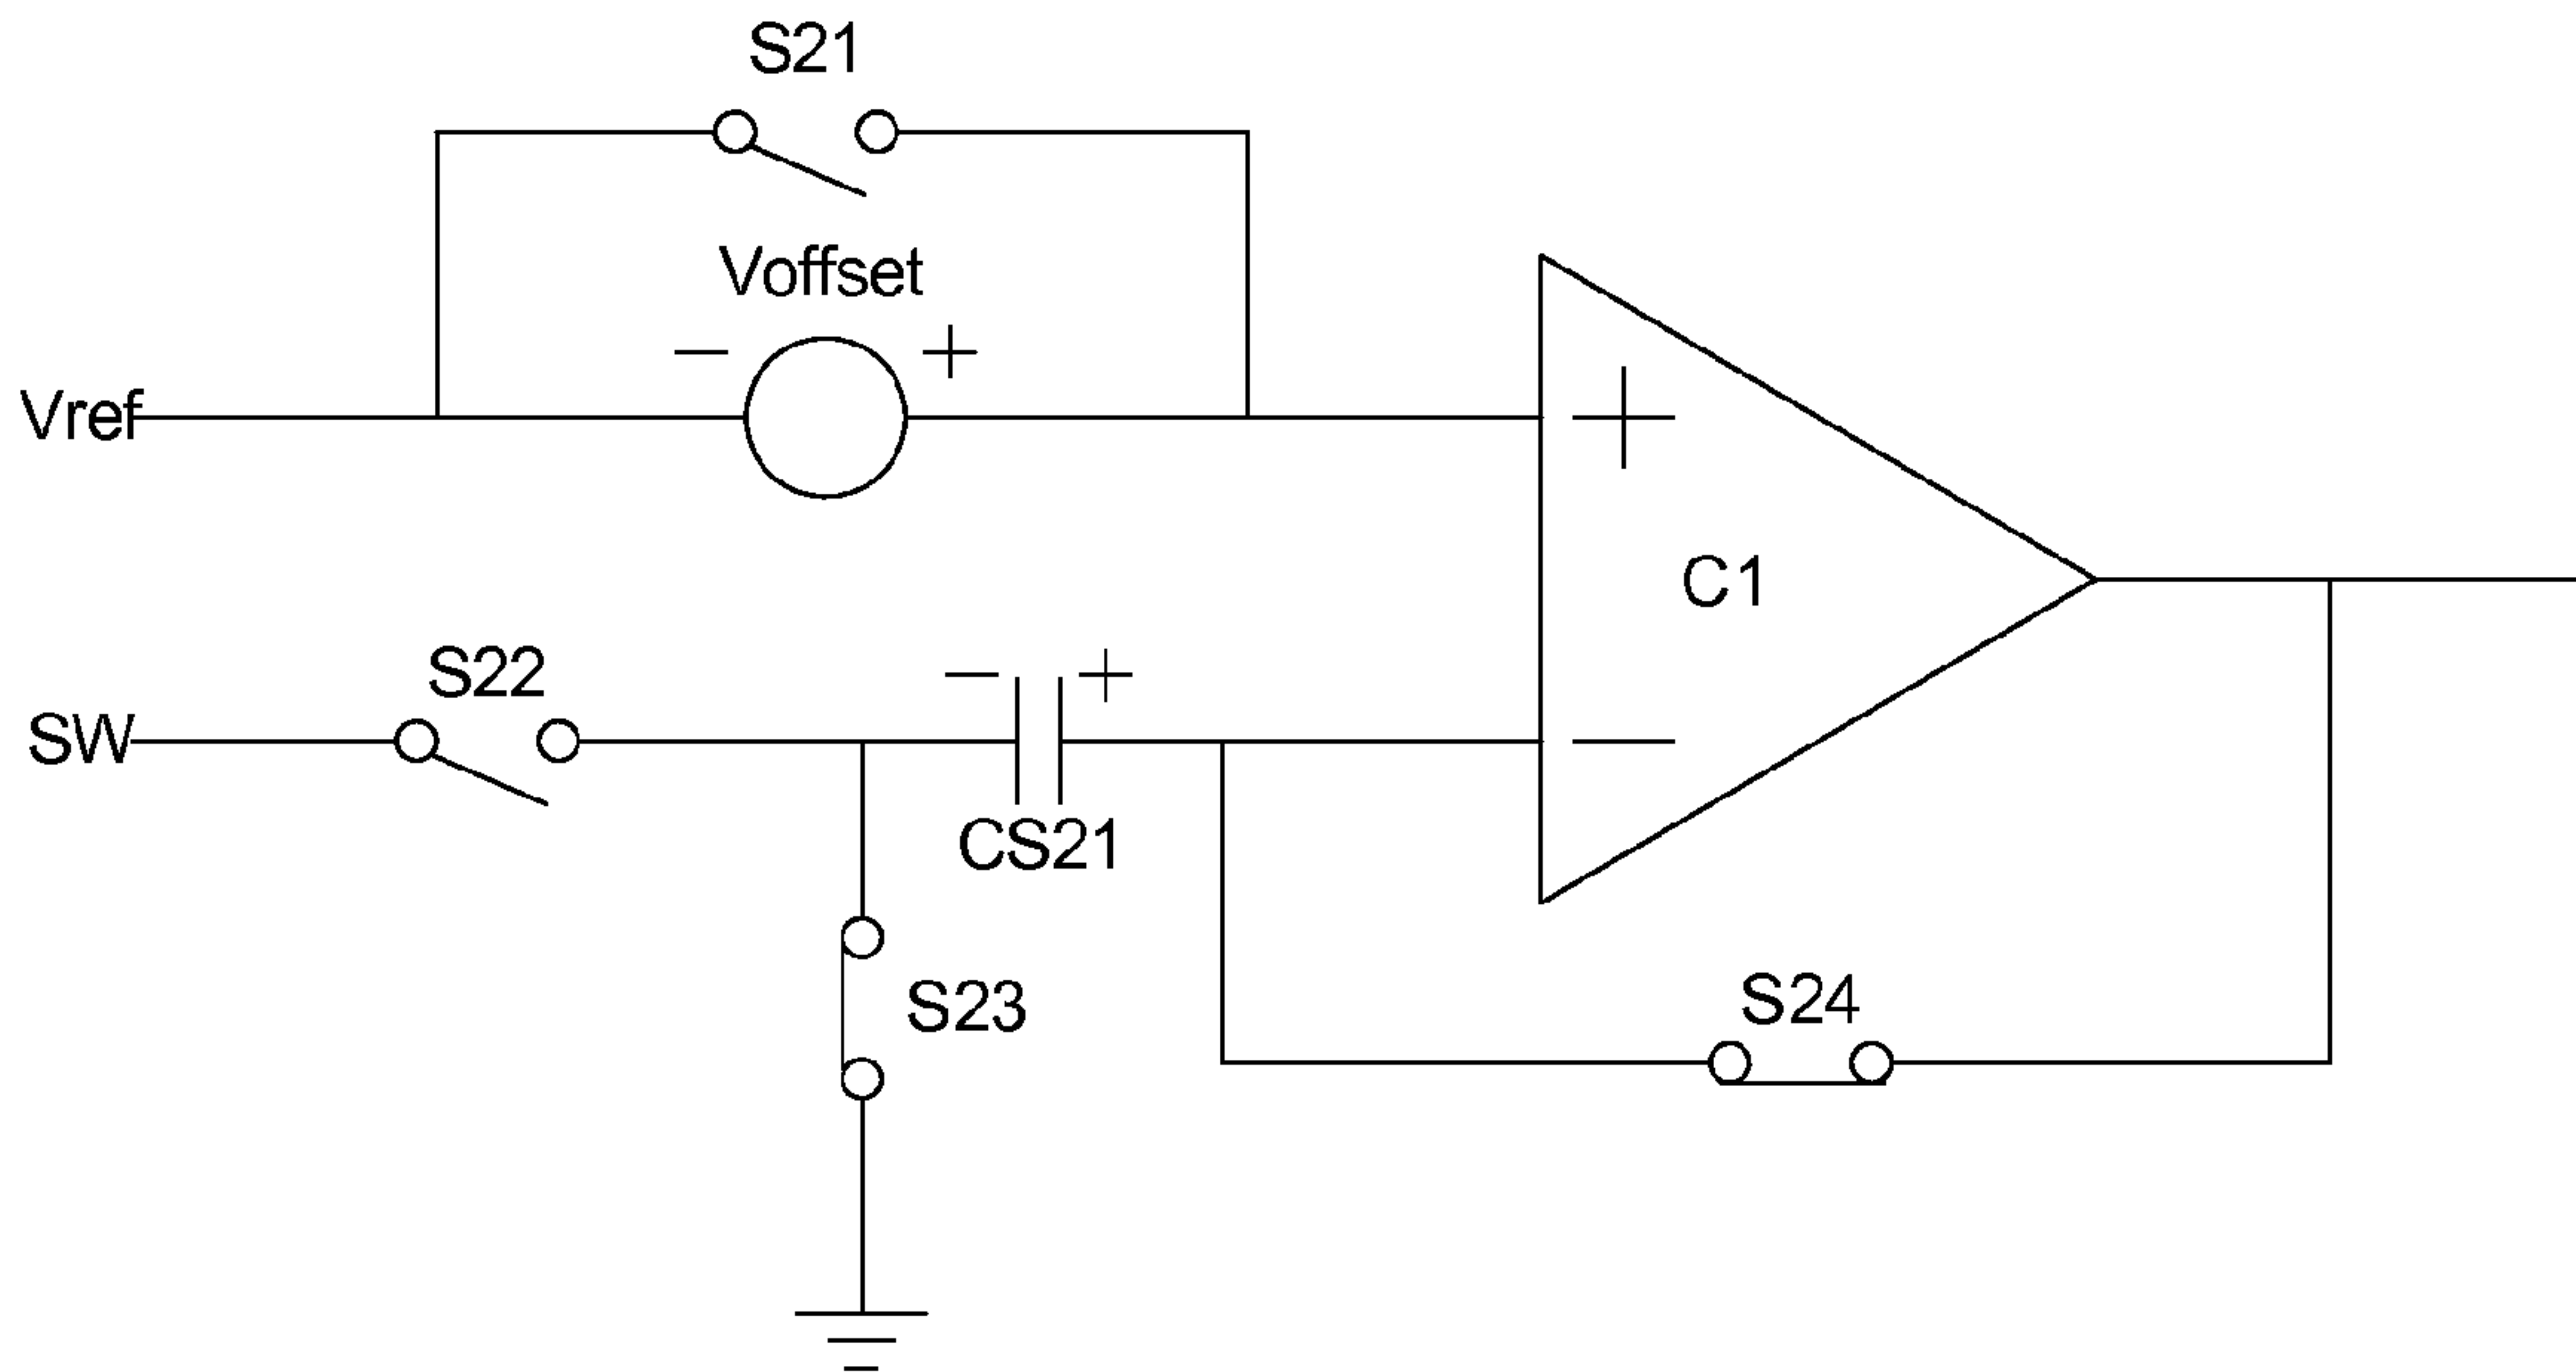 S21
Voffset
− +
Vref
+
C1
S22
− +
SW
−
CS21
S23
S24